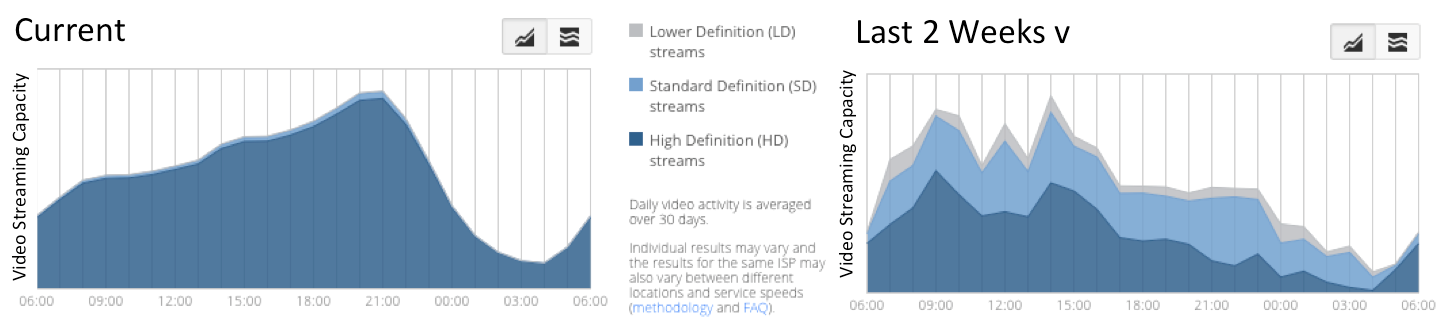 Current
Video Streaming Capacity
06:00 09:00 12:00 15:00 18:00 21:00 00:00 03:00 06:00
Lower Definition (LD)
streams
Standard Definition (SD)
streams
High Definition (HD)
streams
Daily video activity is averaged
over 30 days.
Individual results may vary and
the results for the same ISP may
also vary between different
locations and service speeds
(methodology and FAQ).
Last 2 Weeks v
Video Streaming Capacity
06:00 09:00 12:00 15:00 18:00 21:00 00:00 03:00 06:00